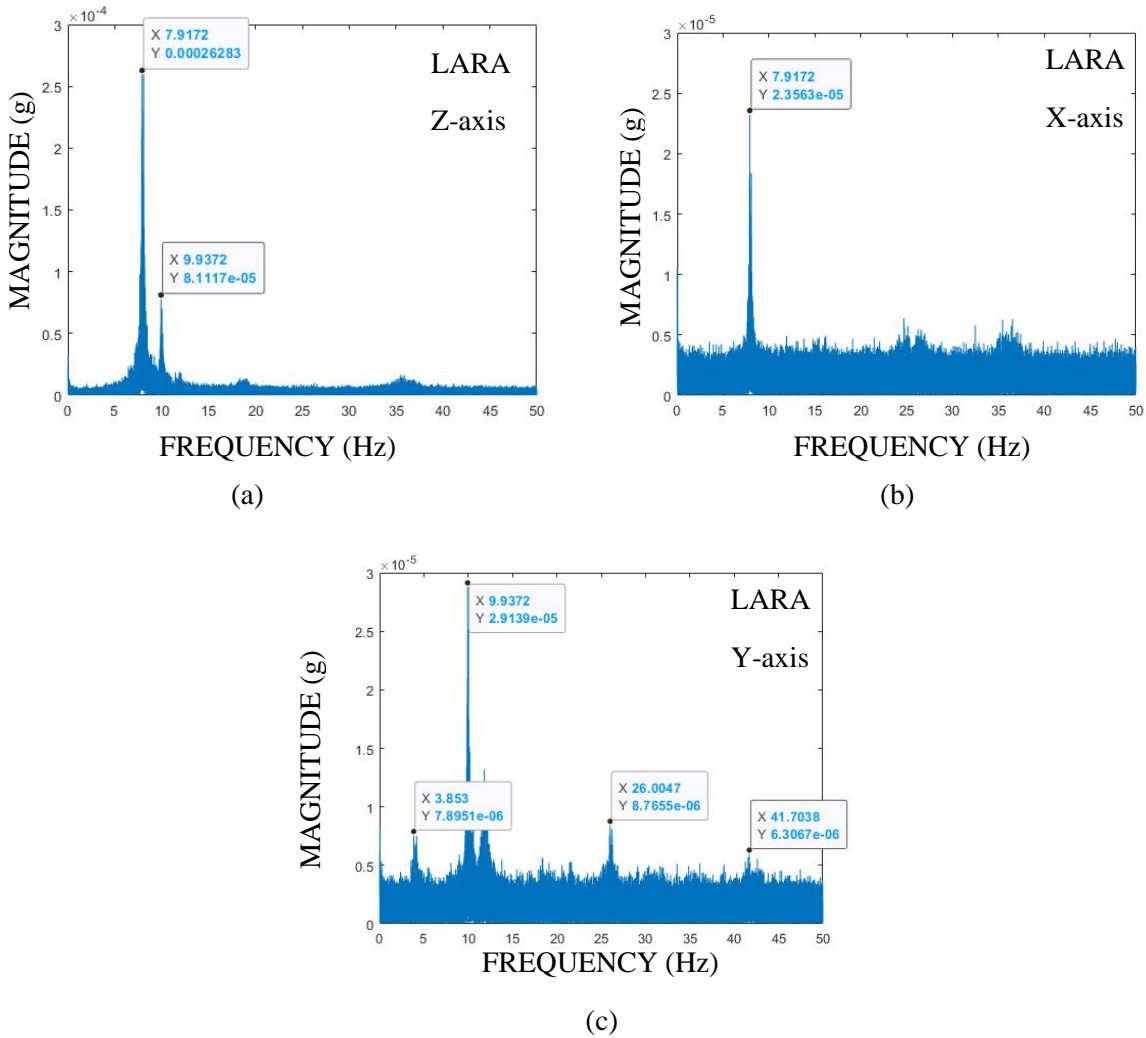 ×10⁻⁴
3
2.5
2
1.5
1
0.5
0
X 7.9172
Y 0.00026283
X 9.9372
Y 8.1117e-05
LARA
Z-axis
MAGNITUDE (g)
0 5 10 15 20 25 30 35 40 45 50
FREQUENCY (Hz)
(a)
×10⁻⁵
3
2.5
2
1.5
1
0.5
0
X 7.9172
Y 2.3563e-05
LARA
X-axis
MAGNITUDE (g)
0 5 10 15 20 25 30 35 40 45 50
FREQUENCY (Hz)
(b)
×10⁻⁵
3
2.5
2
1.5
1
0.5
0
X 9.9372
Y 2.9139e-05
X 3.853
Y 7.8951e-06
X 26.0047
Y 8.7655e-06
X 41.7038
Y 6.3067e-06
LARA
Y-axis
MAGNITUDE (g)
0 5 10 15 20 25 30 35 40 45 50
FREQUENCY (Hz)
(c)